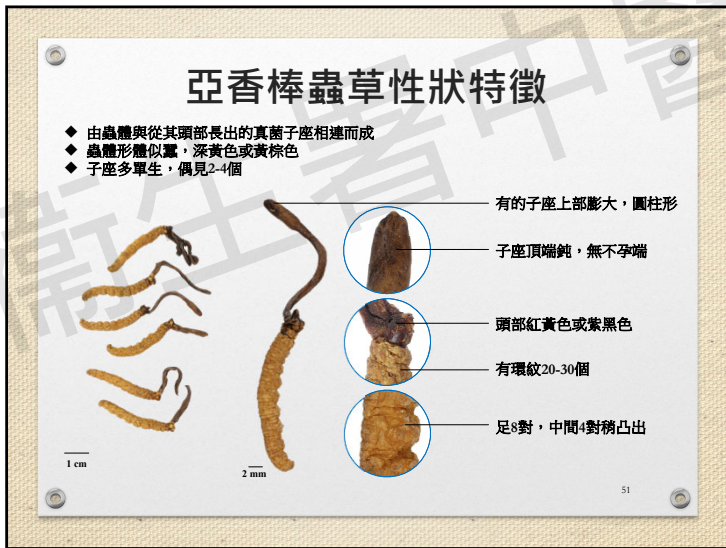 亞香棒蟲草性狀特徵
◆ 由蟲體與從其頭部長出的真菌子座相連而成
◆ 蟲體形體似蠶，深黃色或黃棕色
◆ 子座多單生，偶見2-4個
有的子座上部膨大，圓柱形
子座頂端鈍，無不孕端
頭部紅黃色或紫黑色
有環紋20-30個
足8對，中間4對稍凸出
1 cm
2 mm
51
衞生署中醫